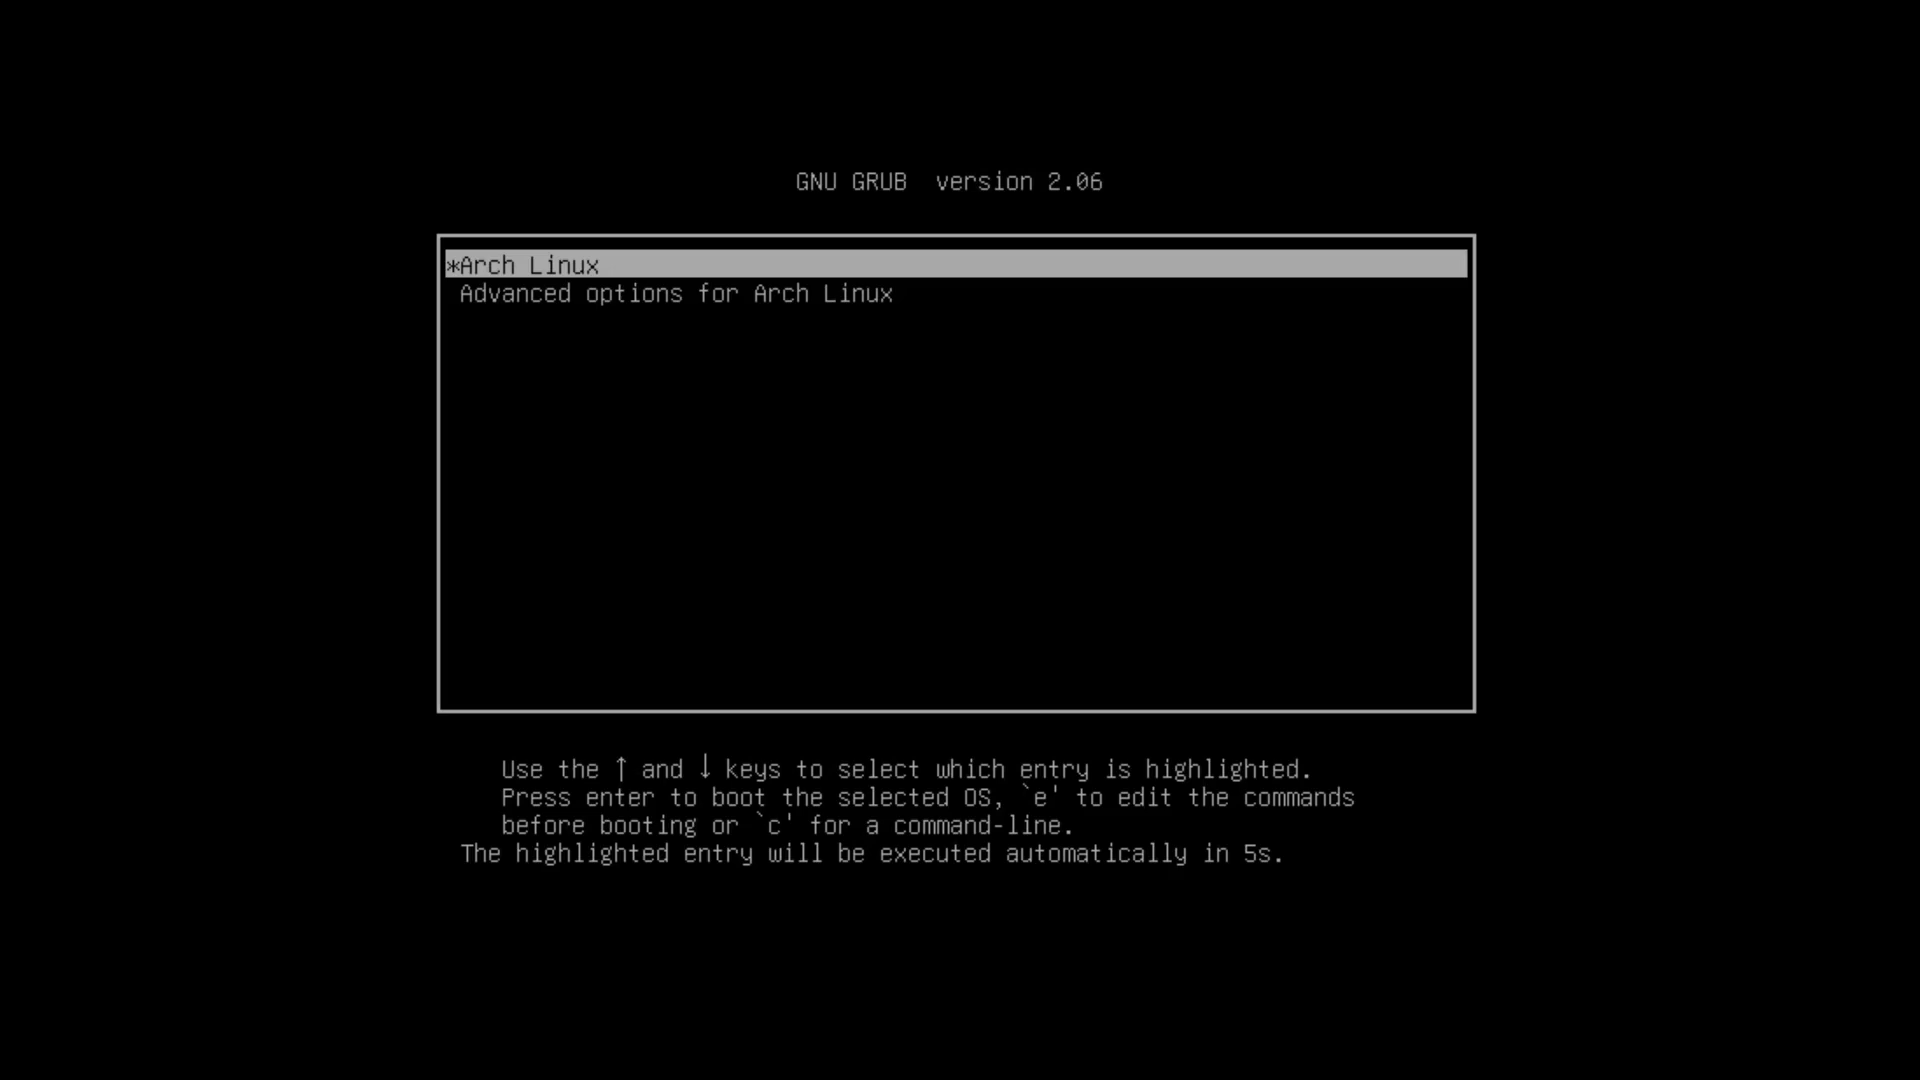 GNU GRUB  version 2.06
*Arch Linux
Advanced options for Arch Linux
Use the ↑ and ↓ keys to select which entry is highlighted.
Press enter to boot the selected OS, `e' to edit the commands
before booting or `c' for a command-line.
The highlighted entry will be executed automatically in 5s.